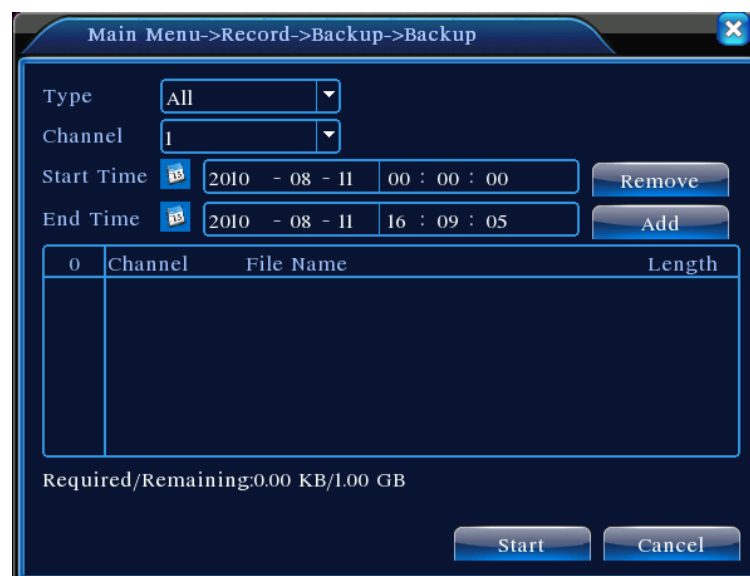 Main Menu->Record->Backup->Backup
Type All
Channel 1
Start Time 15 2010 - 08 - 11 00 : 00 : 00 Remove
End Time 15 2010 - 08 - 11 16 : 09 : 05 Add
0 Channel File Name Length
Required/Remaining:0.00 KB/1.00 GB
Start Cancel